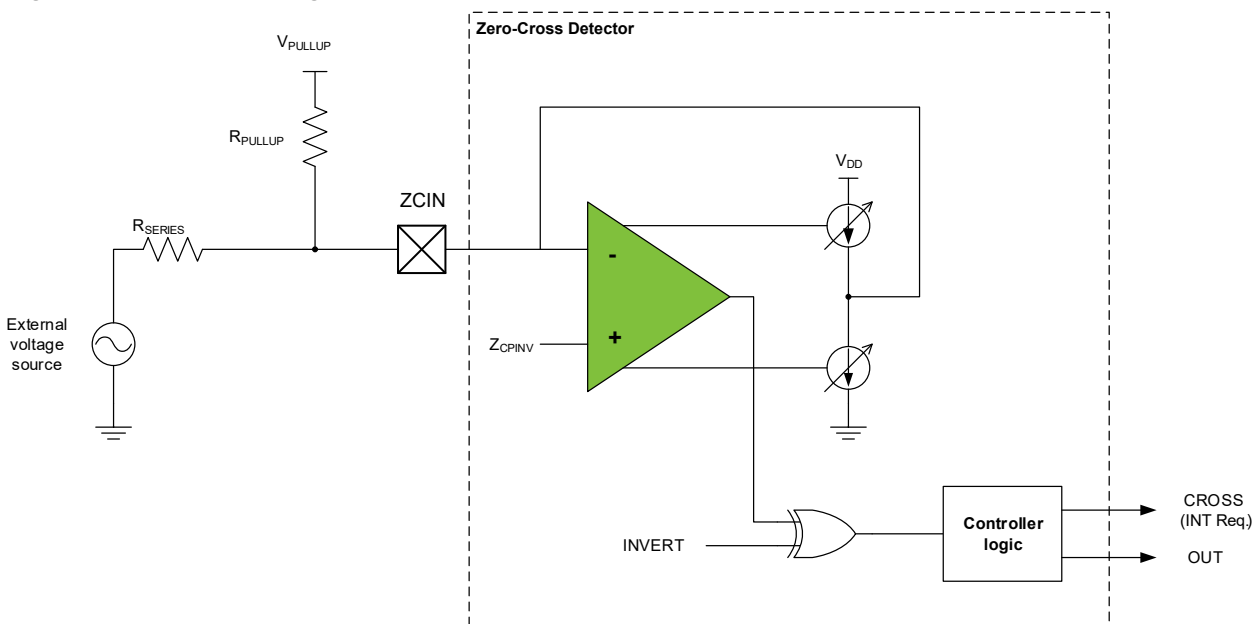 Zero-Cross Detector
VPULLUP
RPULLUP
ZCIN
VDD
RSERIES
-
+
ZCPINV
External
voltage
source
INVERT
Controller
logic
CROSS
(INT Req.)
OUT